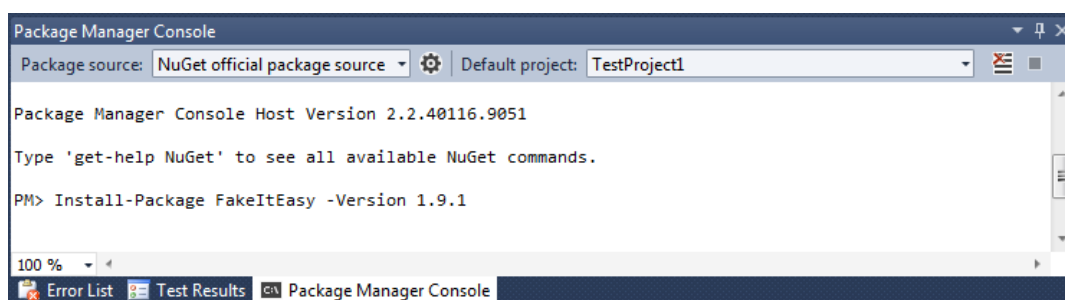 Package Manager Console
Package source: NuGet official package source Default project: TestProject1
Package Manager Console Host Version 2.2.40116.9051
Type 'get-help NuGet' to see all available NuGet commands.
PM> Install-Package FakeItEasy -Version 1.9.1
100 %
Error List Test Results C:\ Package Manager Console